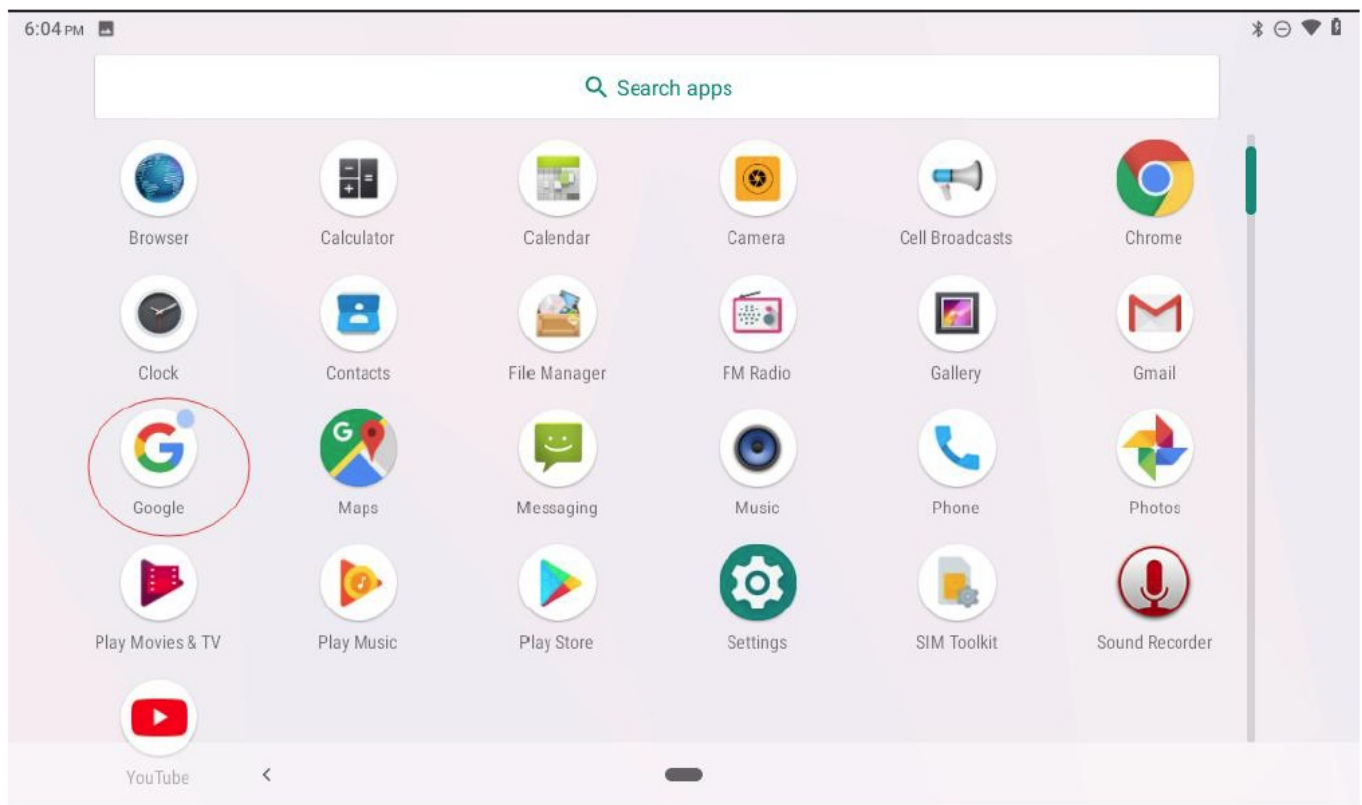 6:04 PM
Search apps
Browser Calculator Calendar Camera Cell Broadcasts Chrome
Clock Contacts File Manager FM Radio Gallery Gmail
Google Maps Messaging Music Phone Photos
Play Movies & TV Play Music Play Store Settings SIM Toolkit Sound Recorder
YouTube